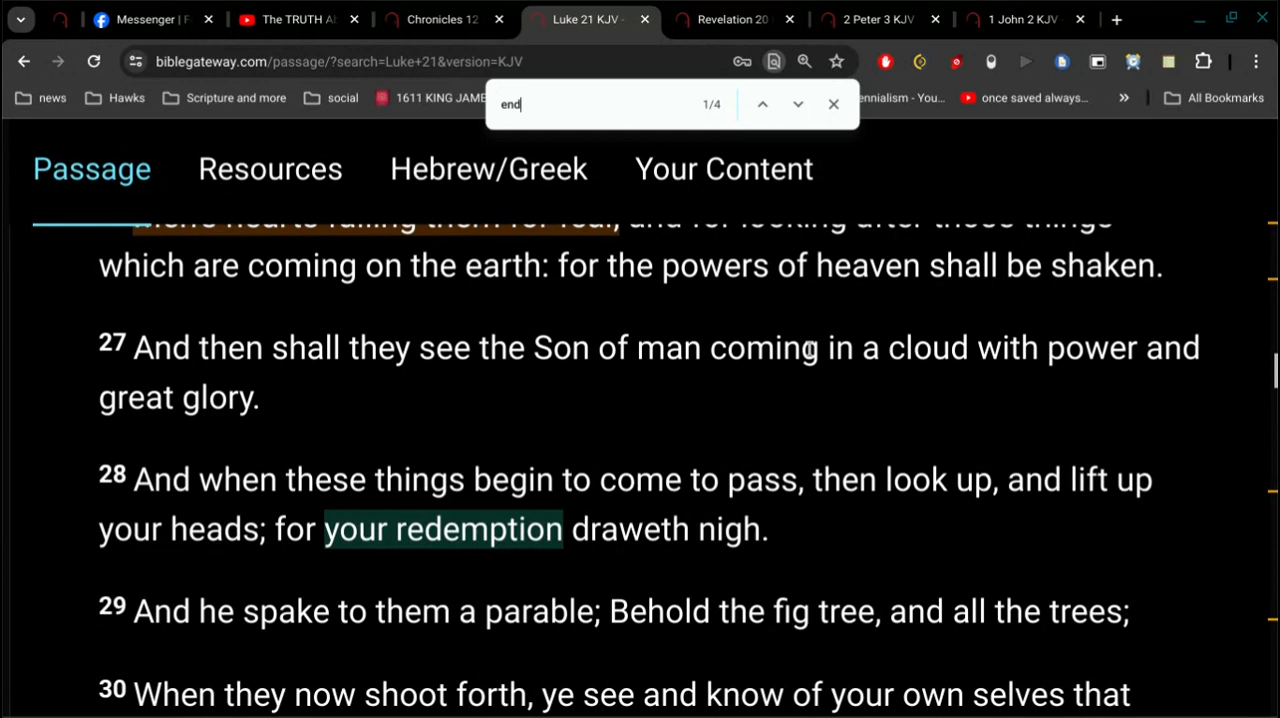 Messenger | F
The TRUTH A
Chronicles 12
Luke 21 KJV -
Revelation 20
2 Peter 3 KJV
1 John 2 KJV
biblegateway.com/passage/?search=Luke+21&version=KJV
news
Hawks
Scripture and more
social
1611 KING JAME
end
1/4
ennialism - You...
once saved always...
All Bookmarks
Passage
Resources
Hebrew/Greek
Your Content
which are coming on the earth: for the powers of heaven shall be shaken.
27 And then shall they see the Son of man coming in a cloud with power and
great glory.
28 And when these things begin to come to pass, then look up, and lift up
your heads; for your redemption draweth nigh.
29 And he spake to them a parable; Behold the fig tree, and all the trees;
30 When they now shoot forth, ye see and know of your own selves that